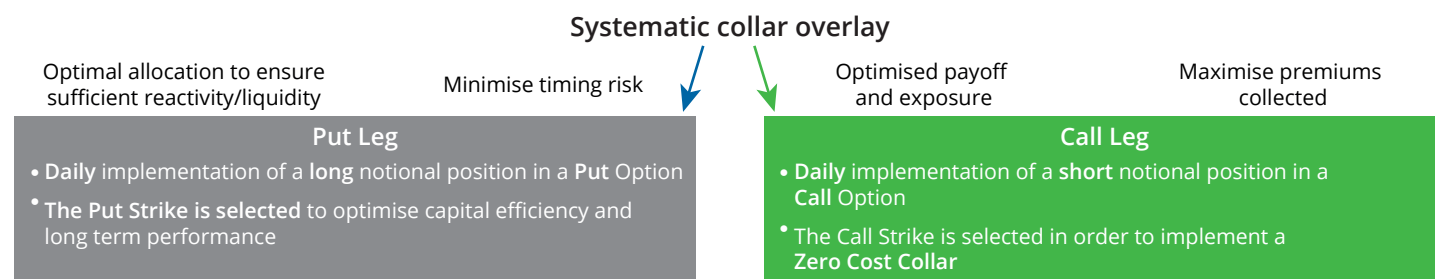 Systematic collar overlay
Optimal allocation to ensure
sufficient reactivity/liquidity
Minimise timing risk
Optimised payoff
and exposure
Maximise premiums
collected
Put Leg
• Daily implementation of a long notional position in a Put Option
• The Put Strike is selected to optimise capital efficiency and
long term performance
Call Leg
• Daily implementation of a short notional position in a
Call Option
• The Call Strike is selected in order to implement a
Zero Cost Collar